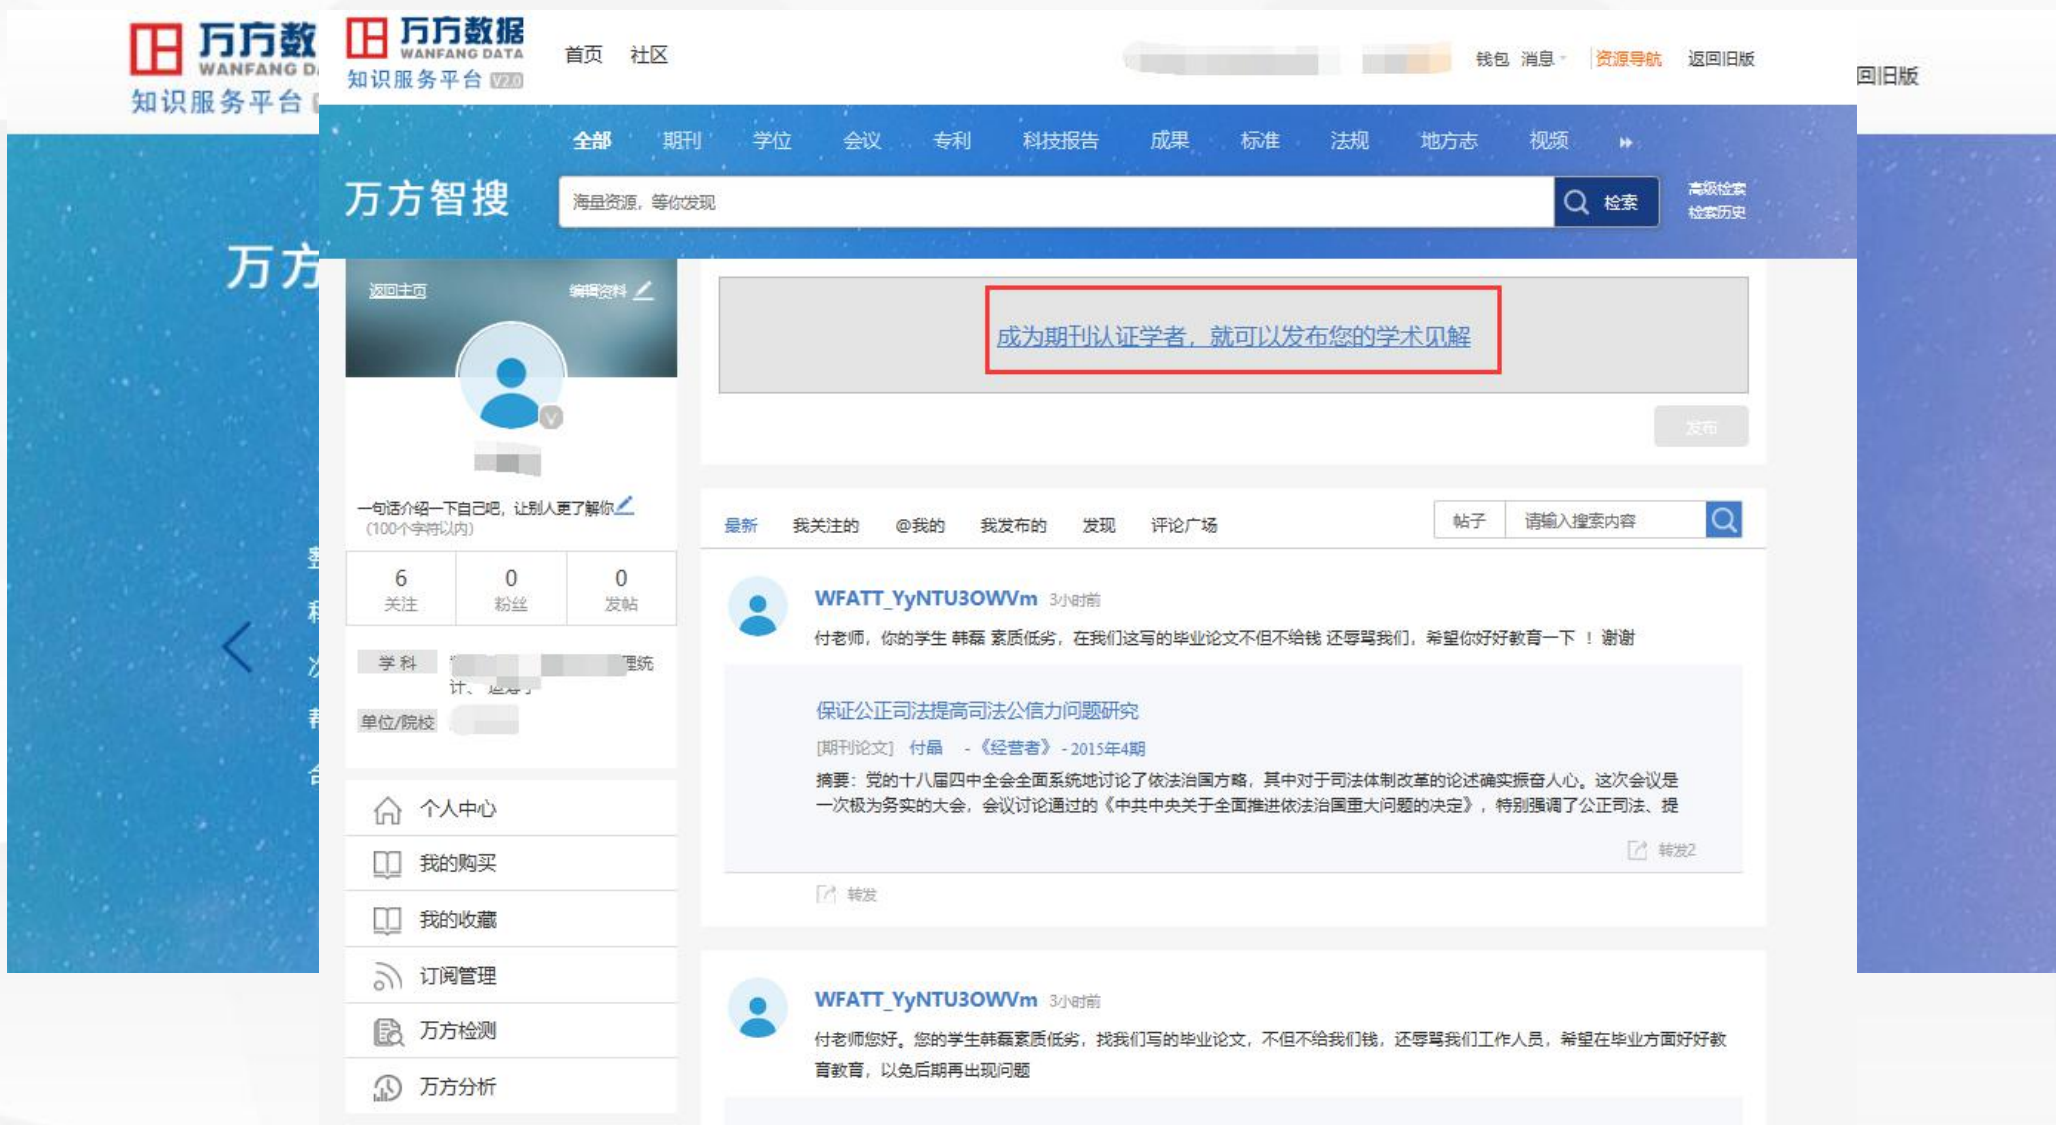 万方数
WANFANG D
知识服务平台
万方
回旧版
万方数据
WANFANG DATA
知识服务平台 V2.0
首页 社区
钱包 消息 资源导航 返回旧版
全部 期刊 学位 会议 专利 科技报告 成果 标准 法规 地方志 视频
万方智搜
海量资源，等你发现
检索
高级检索
检索历史
返回主页 编辑资料
V
一句话介绍一下自己吧，让别人更了解你
（100个字符以内）
6 0 0
关注 粉丝 发帖
学科 理统
计、
单位/院校
个人中心
我的购买
我的收藏
订阅管理
万方检测
万方分析
成为期刊认证学者，就可以发布您的学术见解
发布
最新 我关注的 @我的 我发布的 发现 评论广场
帖子 请输入搜索内容
WFATT_YyNTU3OWVm 3小时前
付老师，你的学生 韩磊 素质低劣，在我们这写的毕业论文不但不给钱 还辱骂我们，希望你好好教育一下 ！谢谢
保证公正司法提高司法公信力问题研究
[期刊论文] 付晶 -《经营者》- 2015年4期
摘要：党的十八届四中全会全面系统地讨论了依法治国方略，其中对于司法体制改革的论述确实振奋人心。这次会议是
一次极为务实的大会，会议讨论通过的《中共中央关于全面推进依法治国重大问题的决定》，特别强调了公正司法、提
转发2
转发
WFATT_YyNTU3OWVm 3小时前
付老师您好。您的学生韩磊素质低劣，找我们写的毕业论文，不但不给我们钱，还辱骂我们工作人员，希望在毕业方面好好教
育教育，以免后期再出现问题